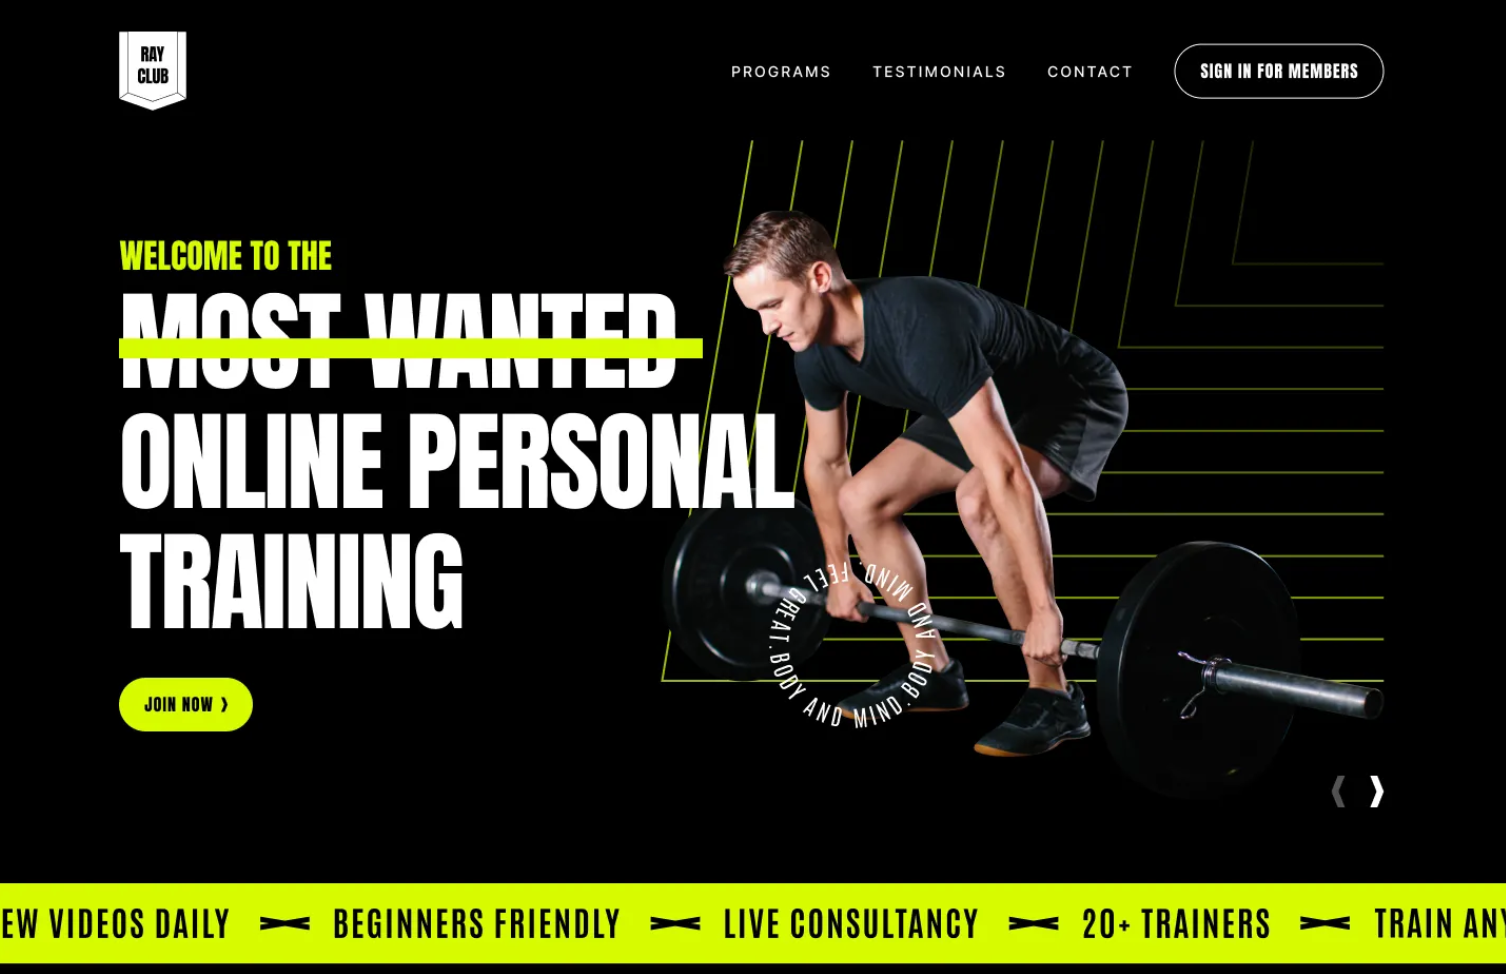 RAY
CLUB
PROGRAMS
TESTIMONIALS
CONTACT
SIGN IN FOR MEMBERS
WELCOME TO THE
MOST WANTED
ONLINE PERSONAL
TRAINING
FEEL GREAT. BODY AND MIND. BODY AND MIND.
JOIN NOW ❯
EW VIDEOS DAILY
BEGINNERS FRIENDLY
LIVE CONSULTANCY
20+ TRAINERS
TRAIN ANY